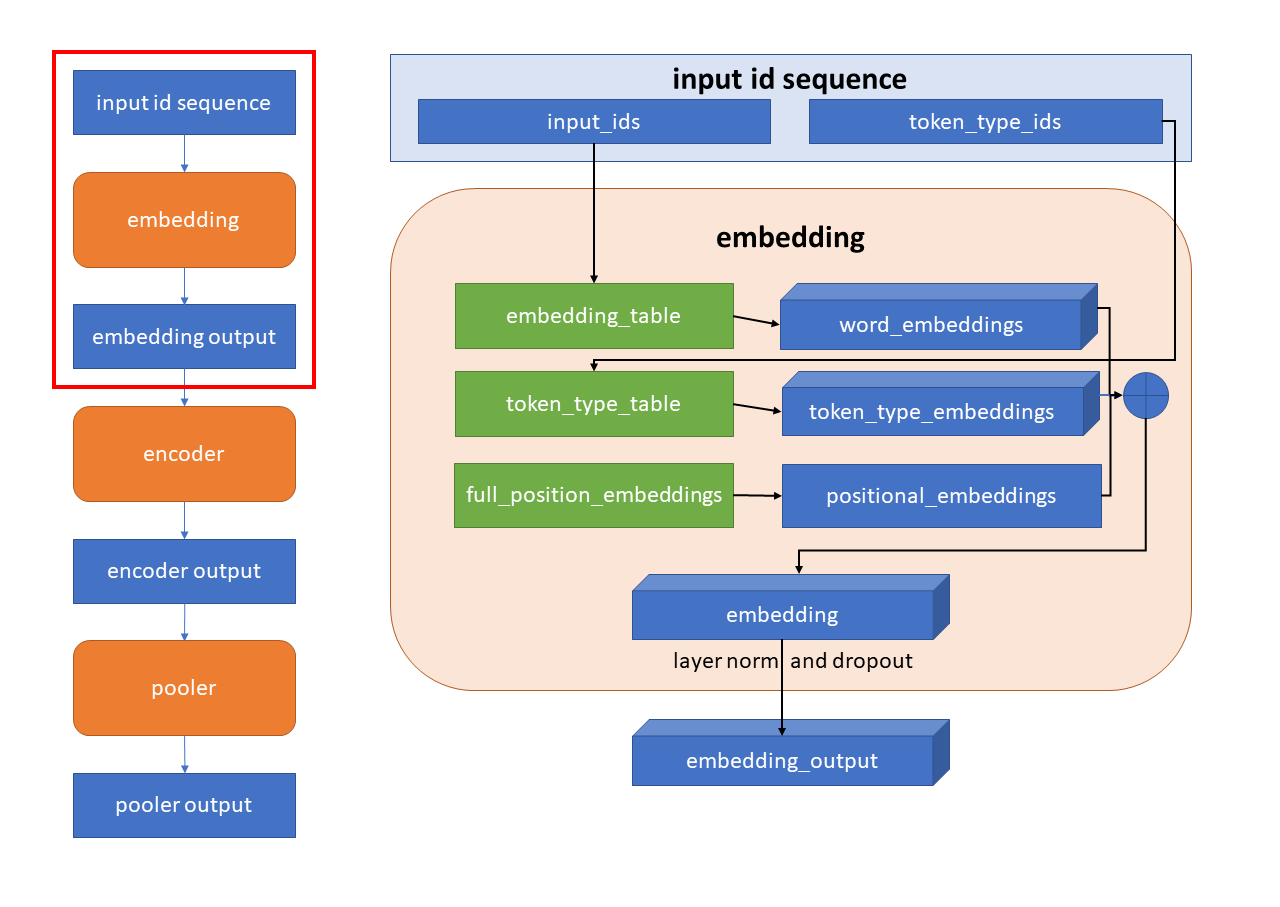 input id sequence
embedding
embedding output
encoder
encoder output
pooler
pooler output
input id sequence
input_ids
token_type_ids
embedding
embedding_table
word_embeddings
token_type_table
token_type_embeddings
full_position_embeddings
positional_embeddings
embedding
layer norm and dropout
embedding_output